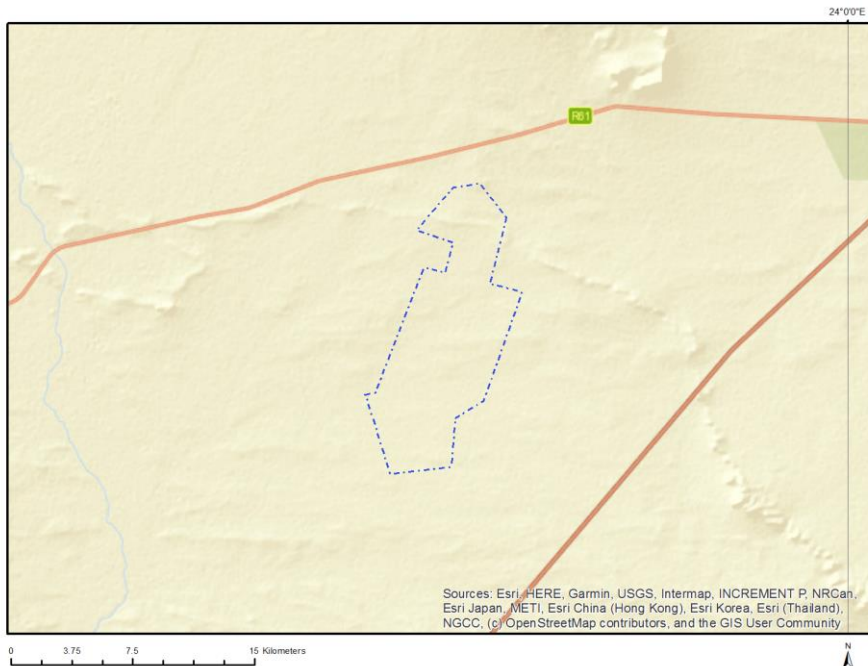 24°0'0"E
R61
Sources: Esri, HERE, Garmin, USGS, Intermap, INCREMENT P, NRCan,
Esri Japan, METI, Esri China (Hong Kong), Esri Korea, Esri (Thailand),
NGCC, (c) OpenStreetMap contributors, and the GIS User Community
0 3.75 7.5 15 Kilometers
N